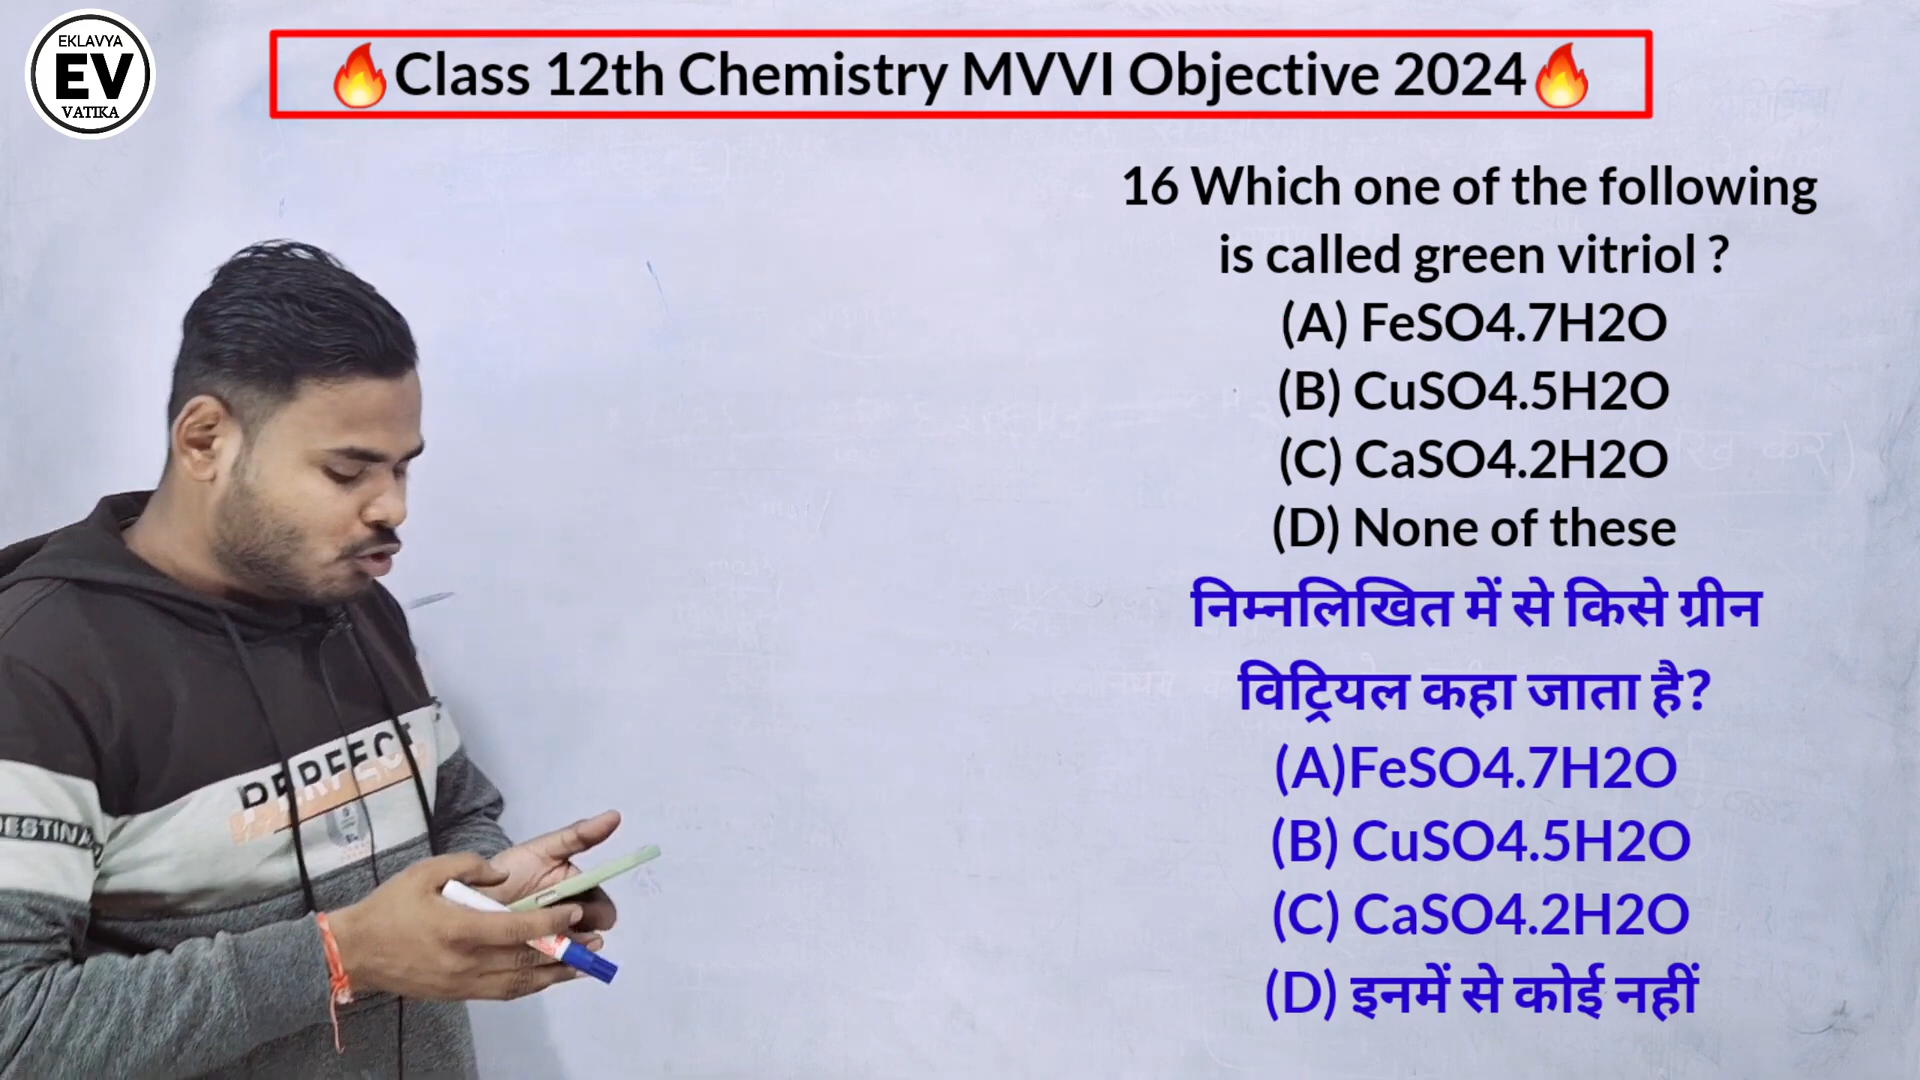 EKLAVYA
EV
VATIKA
🔥Class 12th Chemistry MVVI Objective 2024🔥
16 Which one of the following
is called green vitriol ?
(A) FeSO4.7H2O
(B) CuSO4.5H2O
(C) CaSO4.2H2O
(D) None of these
निम्नलिखित में से किसे ग्रीन
विट्रियल कहा जाता है?
(A)FeSO4.7H2O
(B) CuSO4.5H2O
(C) CaSO4.2H2O
(D) इनमें से कोई नहीं
PERFECT